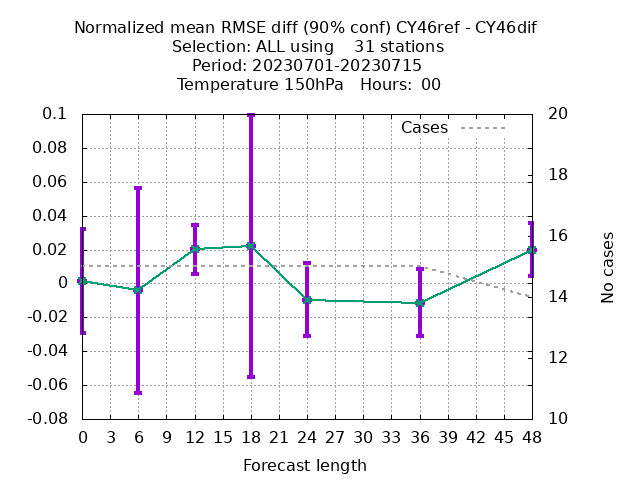 Normalized mean RMSE diff (90% conf) CY46ref - CY46dif
Selection: ALL using    31 stations
Period: 20230701-20230715
Temperature 150hPa   Hours:  00
Cases
0.1
0.08
0.06
0.04
0.02
0
-0.02
-0.04
-0.06
-0.08
20
18
16
14
12
10
No cases
0 3 6 9 12 15 18 21 24 27 30 33 36 39 42 45 48
Forecast length